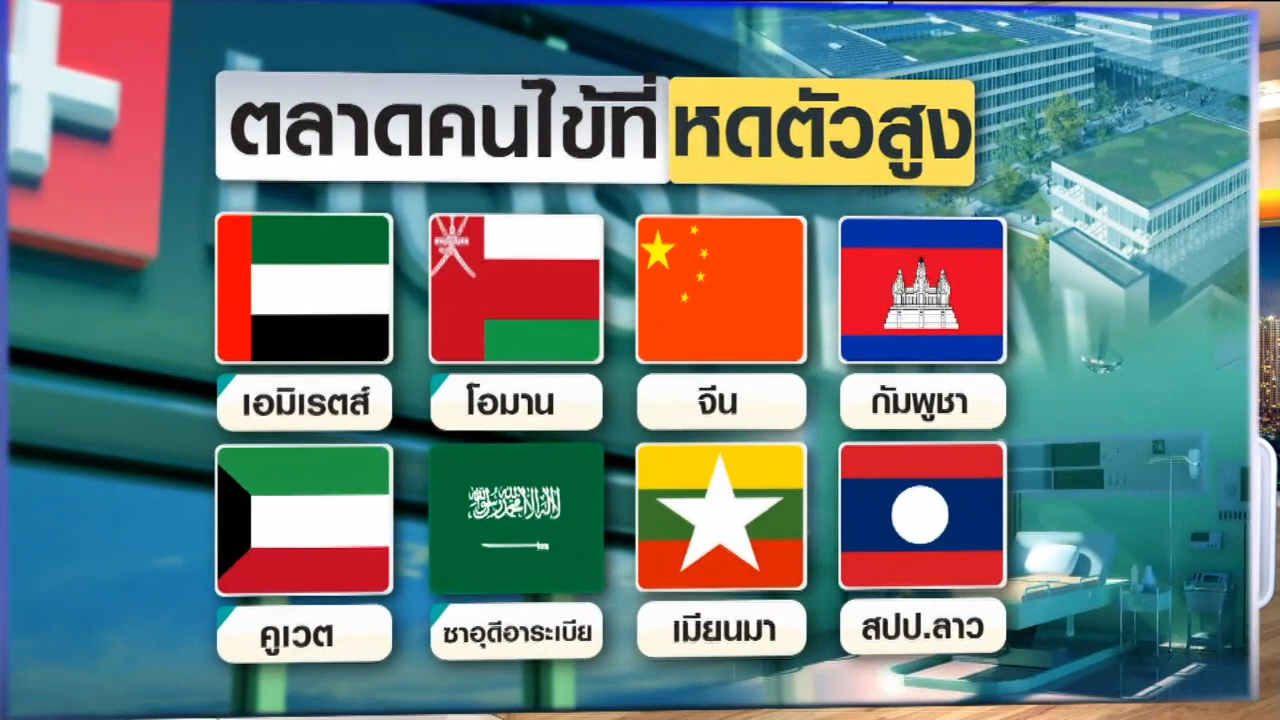 ตลาดคนไข้ที่ หดตัวสูง
เอมิเรตส์
โอมาน
จีน
กัมพูชา
คูเวต
ซาอุดีอาระเบีย
เมียนมา
สปป.ลาว